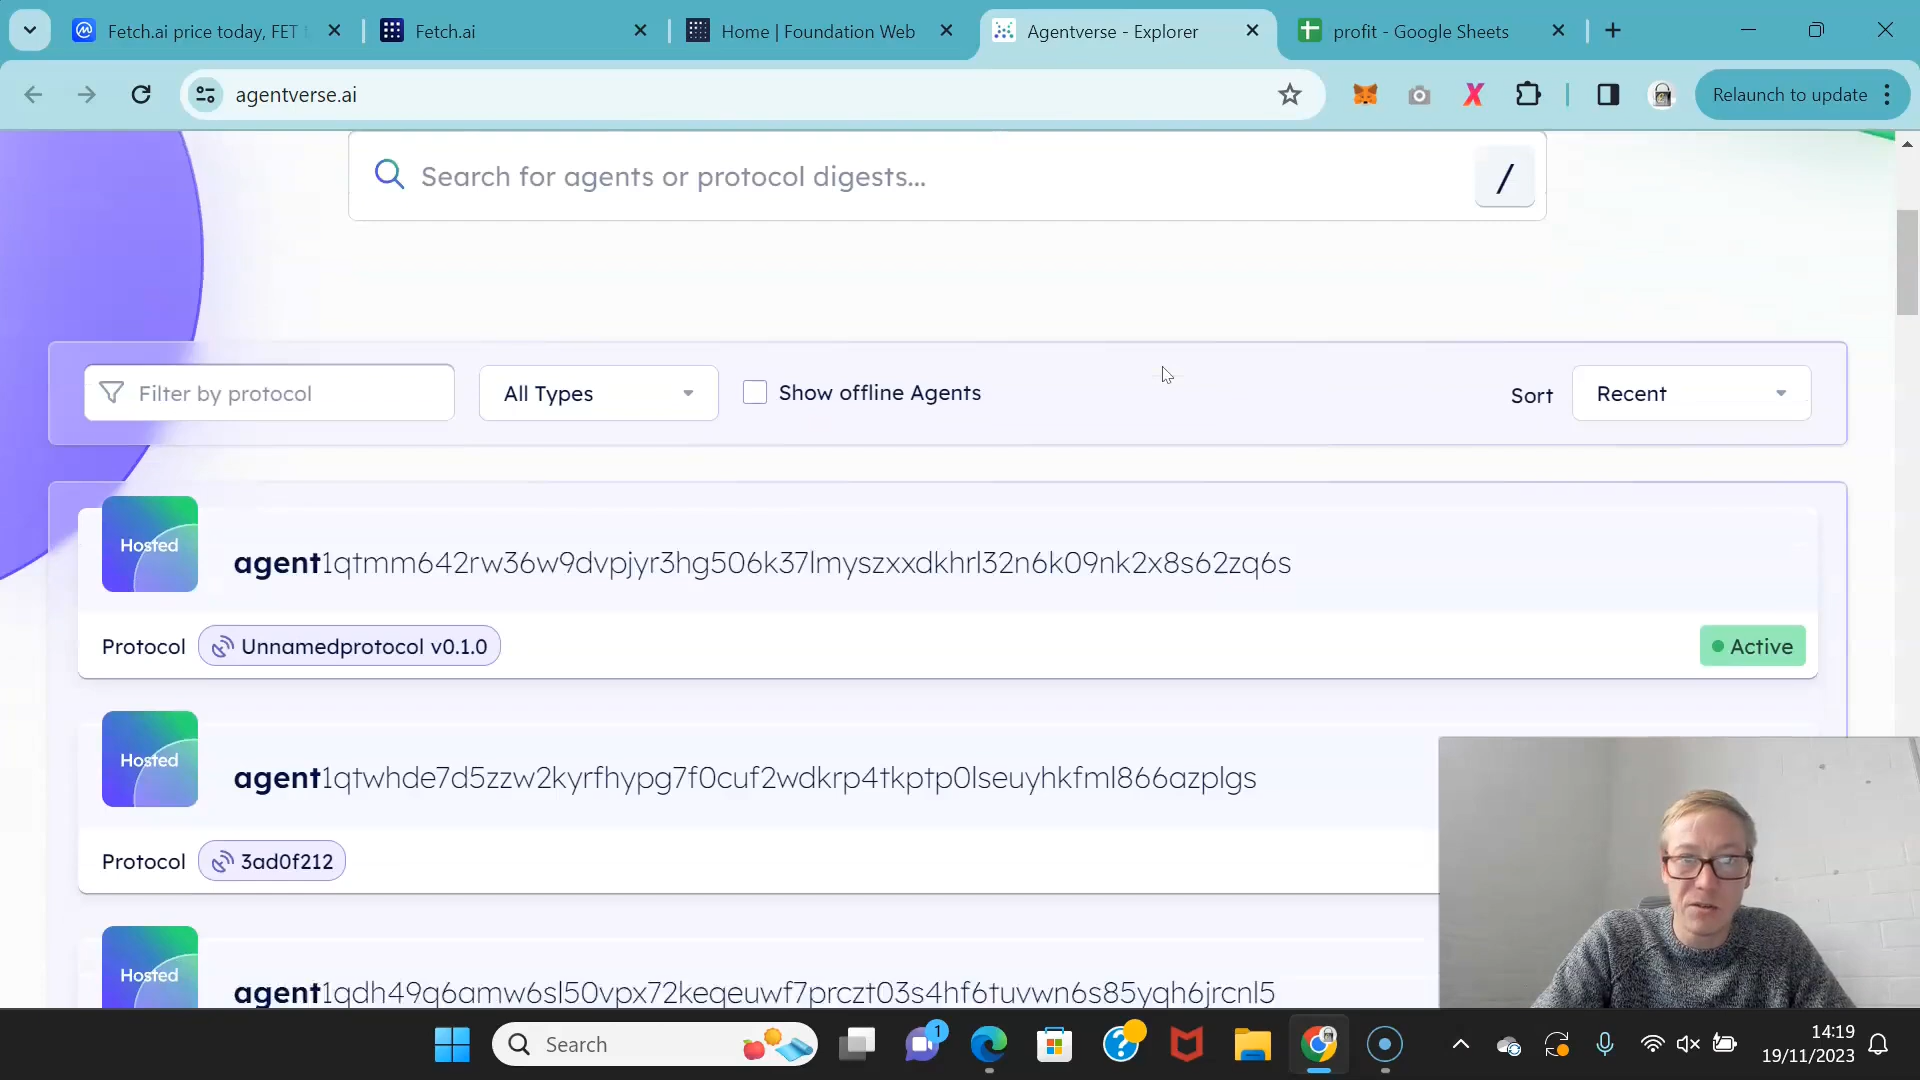 Fetch.ai price today, FET
Fetch.ai
Home | Foundation Web
Agentverse - Explorer
profit - Google Sheets
agentverse.ai
Relaunch to update
Search for agents or protocol digests...
/
Filter by protocol
All Types
Show offline Agents
Sort
Recent
Hosted
agent1qtmm642rw36w9dvpjyr3hg506k37lmyszxxdkhrl32n6k09nk2x8s62zq6s
Protocol
Unnamedprotocol v0.1.0
Active
Hosted
agent1qtwhde7d5zzw2kyrfhypg7f0cuf2wdkrp4tkptp0lseuyhkfml866azplgs
Protocol
3ad0f212
Hosted
agent1qdh49q6amw6sl50vpx72keqeuwf7prczt03s4hf6tuvwn6s85yqh6jrcnl5
Search
1
14:19
19/11/2023